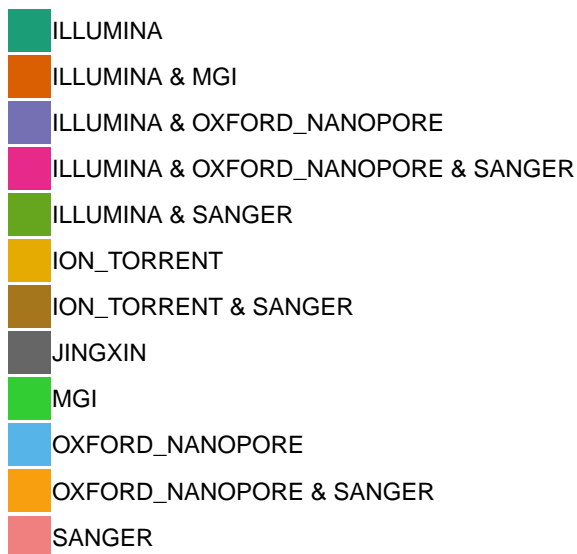 ILLUMINA
ILLUMINA & MGI
ILLUMINA & OXFORD_NANOPORE
ILLUMINA & OXFORD_NANOPORE & SANGER
ILLUMINA & SANGER
ION_TORRENT
ION_TORRENT & SANGER
JINGXIN
MGI
OXFORD_NANOPORE
OXFORD_NANOPORE & SANGER
SANGER